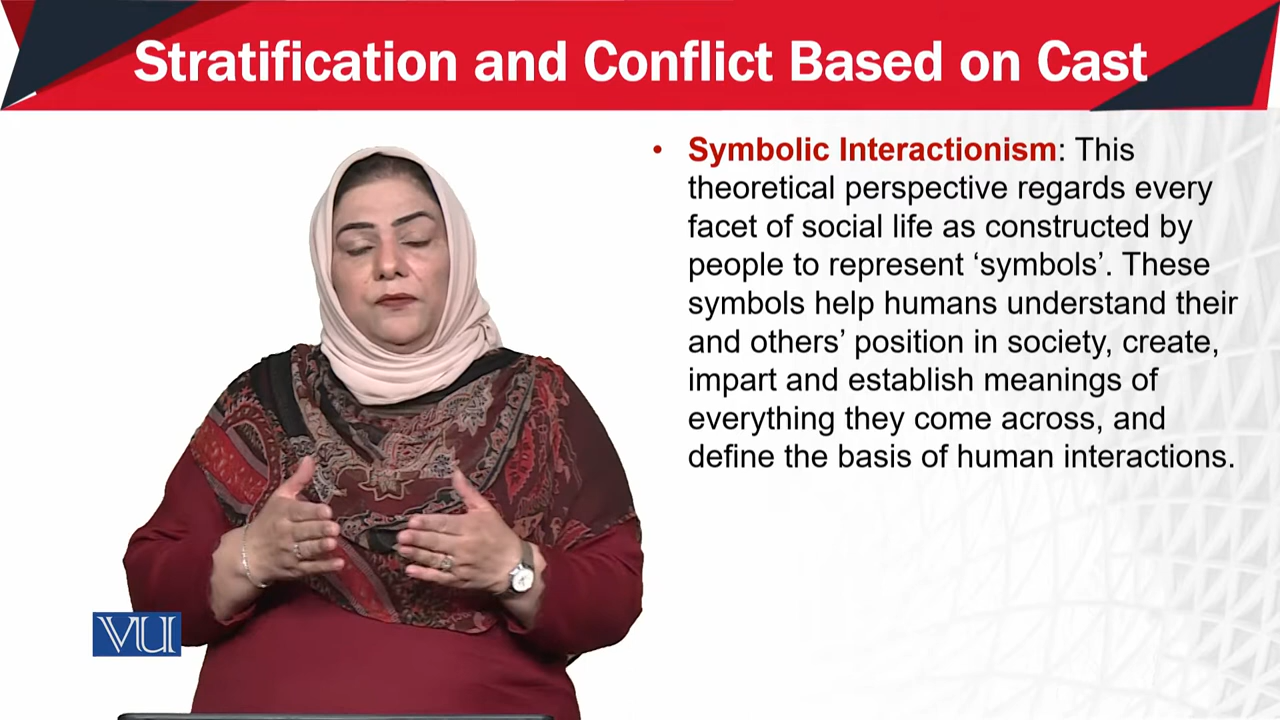 Stratification and Conflict Based on Cast
• Symbolic Interactionism: This
theoretical perspective regards every
facet of social life as constructed by
people to represent ‘symbols’. These
symbols help humans understand their
and others’ position in society, create,
impart and establish meanings of
everything they come across, and
define the basis of human interactions.
VU